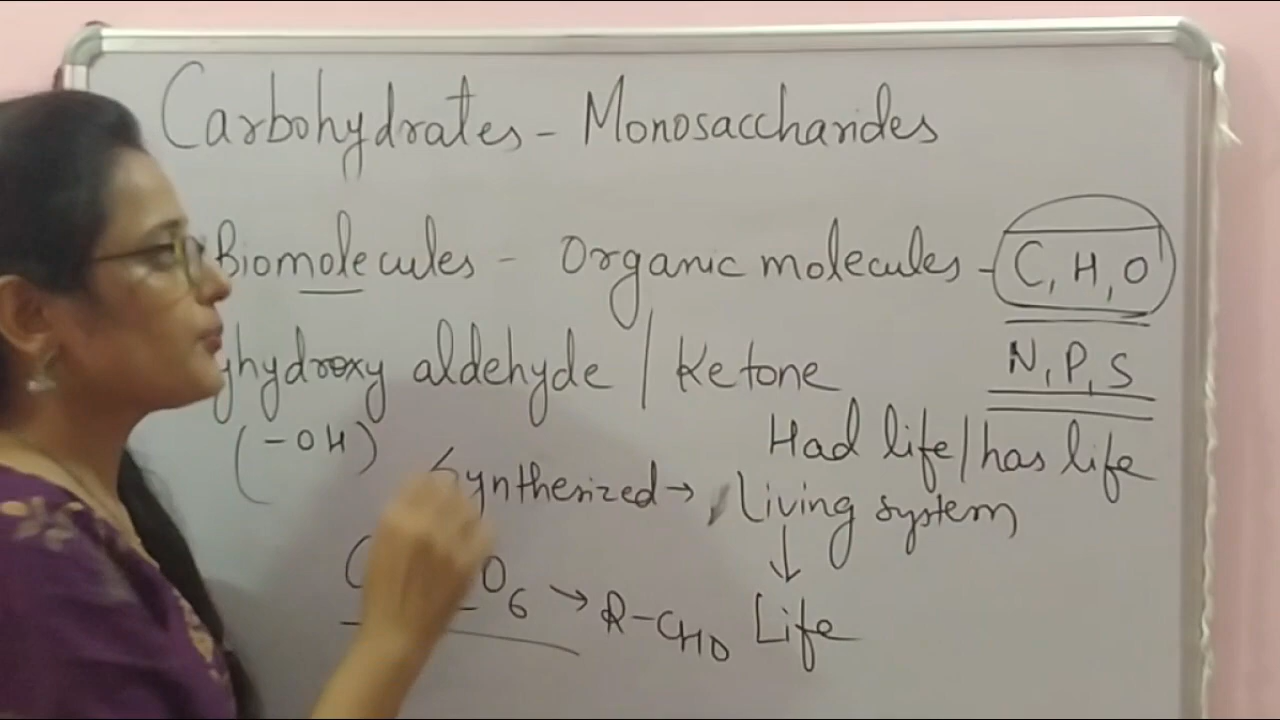 Carbohydrates - Monosaccharides
Biomolecules - Organic molecules - C, H, O
hydroxy aldehyde / Ketone N, P, S
(-OH) Had life/has life
Synthesized → Living system
↓
O6 → R-CHO Life